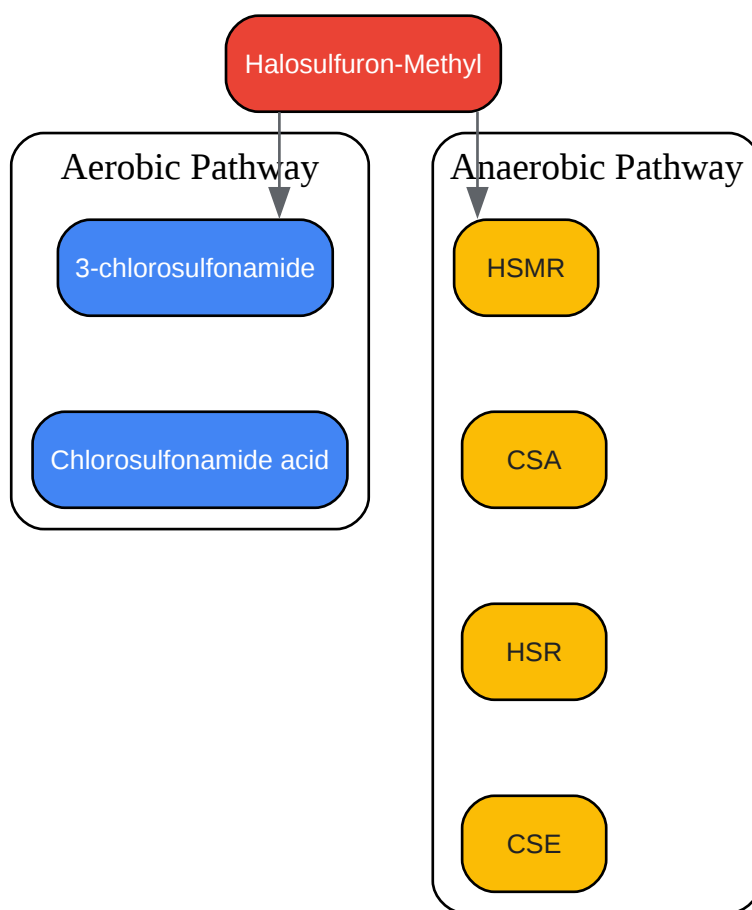 Halosulfuron-Methyl
Aerobic Pathway
3-chlorosulfonamide
Chlorosulfonamide acid
Anaerobic Pathway
HSMR
CSA
HSR
CSE